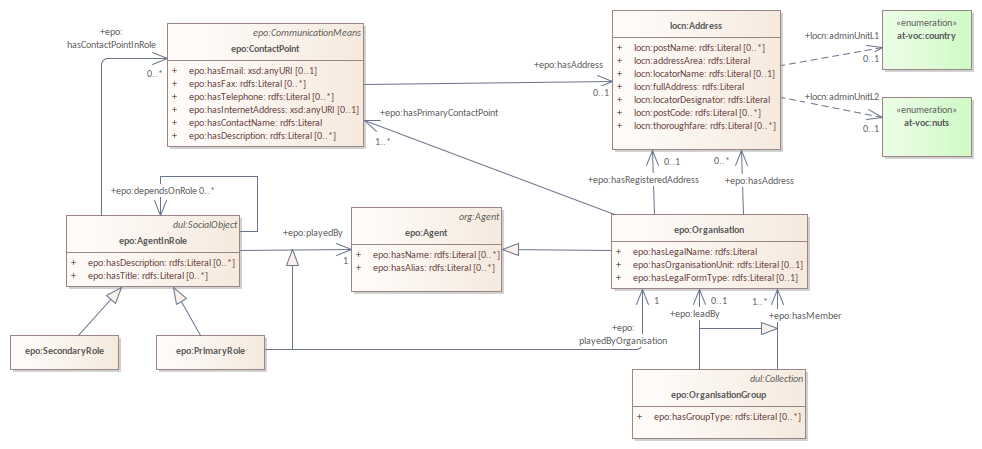 epo:CommunicationMeans
epo:ContactPoint
+ epo:hasEmail: xsd:anyURI [0..1]
+ epo:hasFax: rdfs:Literal [0..*]
+ epo:hasTelephone: rdfs:Literal [0..*]
+ epo:hasInternetAddress: xsd:anyURI [0..1]
+ epo:hasContactName: rdfs:Literal
+ epo:hasDescription: rdfs:Literal [0..*]
+epo:
hasContactPointInRole
0..*
locn:Address
+ locn:postName: rdfs:Literal [0..*]
+ locn:addressArea: rdfs:Literal
+ locn:locatorName: rdfs:Literal [0..1]
+ locn:fullAddress: rdfs:Literal
+ locn:locatorDesignator: rdfs:Literal
+ locn:postCode: rdfs:Literal [0..*]
+ locn:thoroughfare: rdfs:Literal [0..*]
+epo:hasAddress
0..1
+locn:adminUnitL1
0..1
«enumeration»
at-voc:country
+locn:adminUnitL2
0..1
«enumeration»
at-voc:nuts
+epo:hasPrimaryContactPoint
1..*
0..1
+epo:hasRegisteredAddress
0..*
+epo:hasAddress
+epo:dependsOnRole 0..*
dul:SocialObject
epo:AgentInRole
+ epo:hasDescription: rdfs:Literal [0..*]
+ epo:hasTitle: rdfs:Literal [0..*]
+epo:playedBy
1
org:Agent
epo:Agent
+ epo:hasName: rdfs:Literal [0..*]
+ epo:hasAlias: rdfs:Literal [0..*]
epo:Organisation
+ epo:hasLegalName: rdfs:Literal
+ epo:hasOrganisationUnit: rdfs:Literal [0..1]
+ epo:hasLegalFormType: rdfs:Literal [0..1]
epo:SecondaryRole
epo:PrimaryRole
1
+epo:
playedByOrganisation
0..1
+epo:leadBy
1..*
+epo:hasMember
dul:Collection
epo:OrganisationGroup
+ epo:hasGroupType: rdfs:Literal [0..*]